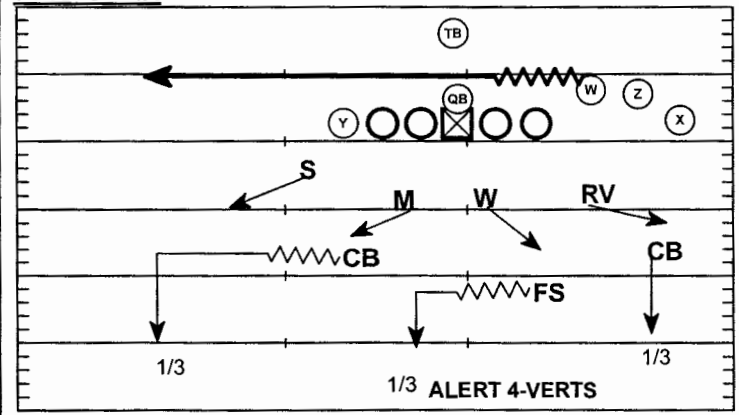 TB
W
Z
QB
Y
X
S
M
W
RV
CB
CB
FS
1/3
1/3
1/3
ALERT 4-VERTS